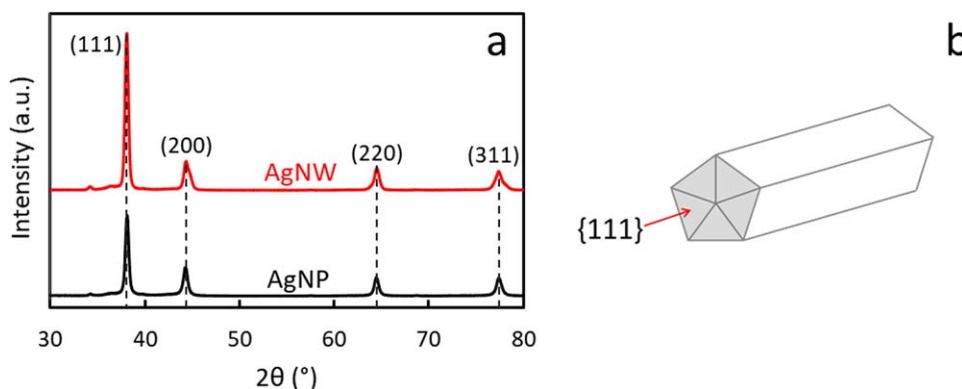 a
(111)
(200)
(220)
(311)
AgNW
AgNP
Intensity (a.u.)
30 40 50 60 70 80
2θ (°)
b
{111}